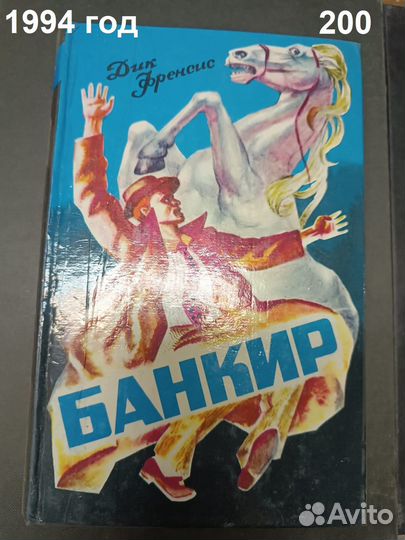 1994 год 200
Дик
Френсис
БАНКИР
Avito